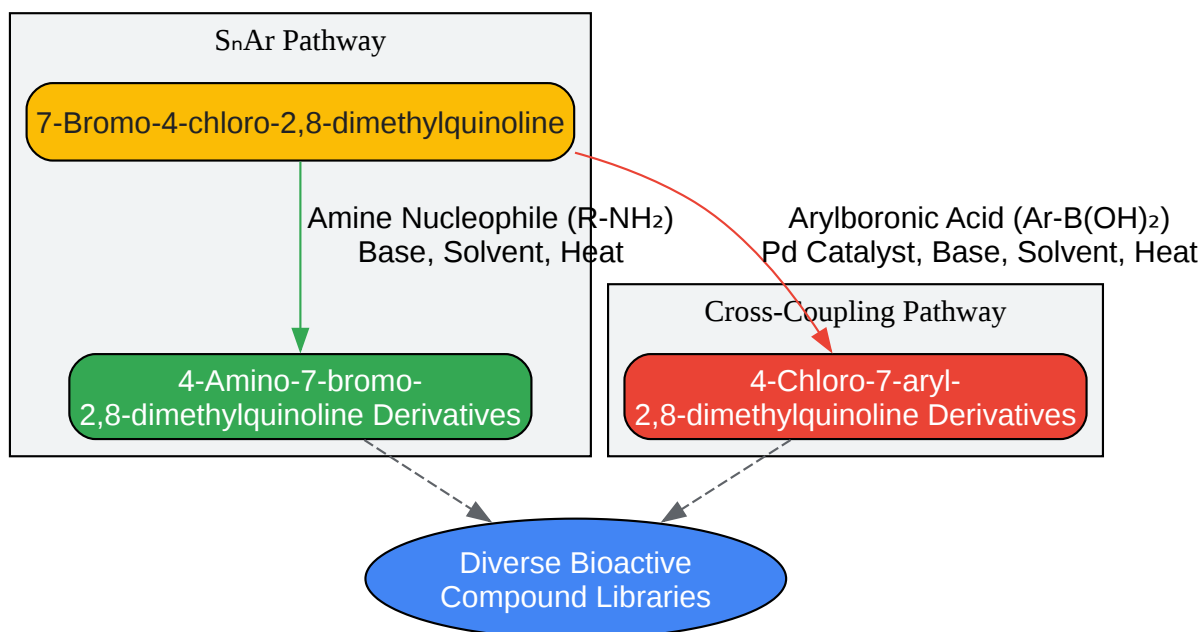 SₙAr Pathway
7-Bromo-4-chloro-2,8-dimethylquinoline
Amine Nucleophile (R-NH₂)
Base, Solvent, Heat
Arylboronic Acid (Ar-B(OH)₂)
Pd Catalyst, Base, Solvent, Heat
Cross-Coupling Pathway
4-Amino-7-bromo-
2,8-dimethylquinoline Derivatives
4-Chloro-7-aryl-
2,8-dimethylquinoline Derivatives
Diverse Bioactive
Compound Libraries